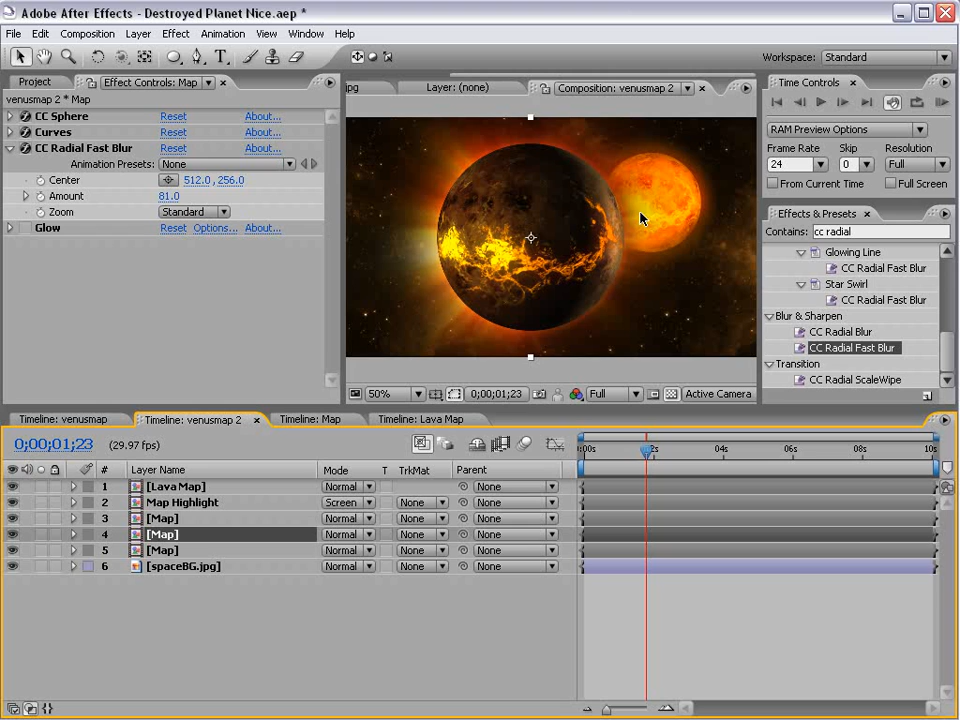 Adobe After Effects - Destroyed Planet Nice.aep *
File Edit Composition Layer Effect Animation View Window Help
Workspace: Standard
Project Effect Controls: Map
jpg Layer: (none) Composition: venusmap 2
Time Controls
venusmap 2 * Map
CC Sphere Reset About...
Curves Reset About...
CC Radial Fast Blur Reset About...
Animation Presets: None
Center 512.0, 256.0
Amount 81.0
Zoom Standard
Glow Reset Options... About...
RAM Preview Options
Frame Rate Skip Resolution
24 0 Full
From Current Time Full Screen
Effects & Presets
Contains: cc radial
Glowing Line
CC Radial Fast Blur
Star Swirl
CC Radial Fast Blur
Blur & Sharpen
CC Radial Blur
CC Radial Fast Blur
Transition
CC Radial ScaleWipe
50% 0;00;01;23 Full Active Camera
Timeline: venusmap Timeline: venusmap 2 Timeline: Map Timeline: Lava Map
0;00;01;23 (29.97 fps)
:00s 2s 04s 06s 08s 10s
# Layer Name Mode T TrkMat Parent
1 [Lava Map] Normal None
2 Map Highlight Screen None None
3 [Map] Normal None None
4 [Map] Normal None None
5 [Map] Normal None None
6 [spaceBG.jpg] Normal None None